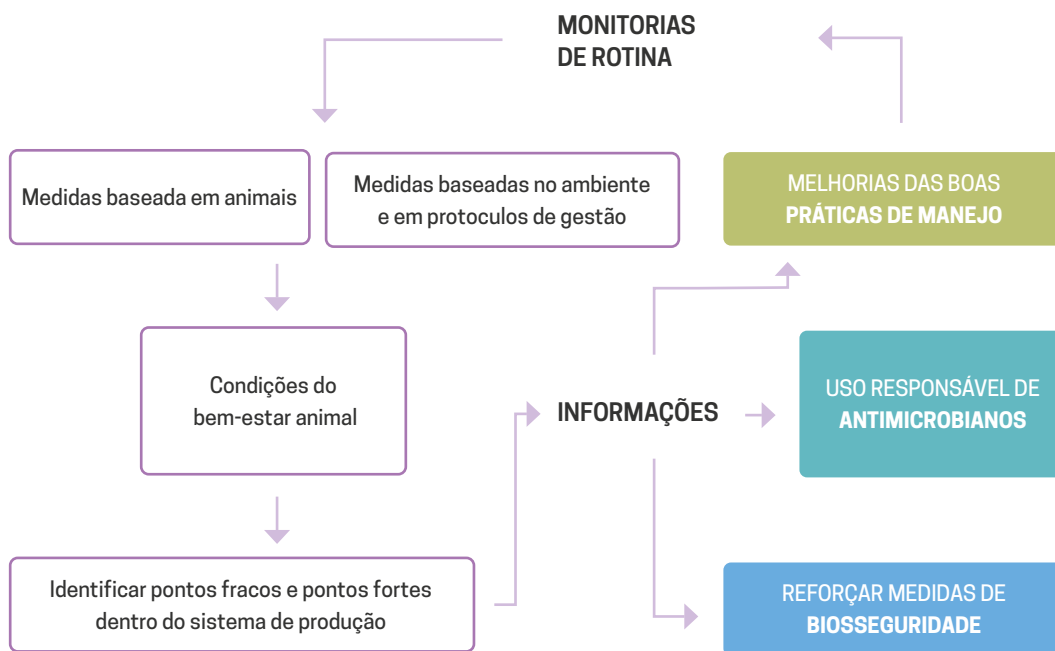 MONITORIAS
DE ROTINA
Medidas baseada em animais
Medidas baseadas no ambiente
e em protoculos de gestão
MELHORIAS DAS BOAS
PRÁTICAS DE MANEJO
Condições do
bem-estar animal
INFORMAÇÕES
USO RESPONSÁVEL DE
ANTIMICROBIANOS
Identificar pontos fracos e pontos fortes
dentro do sistema de produção
REFORÇAR MEDIDAS DE
BIOSSEGURIDADE